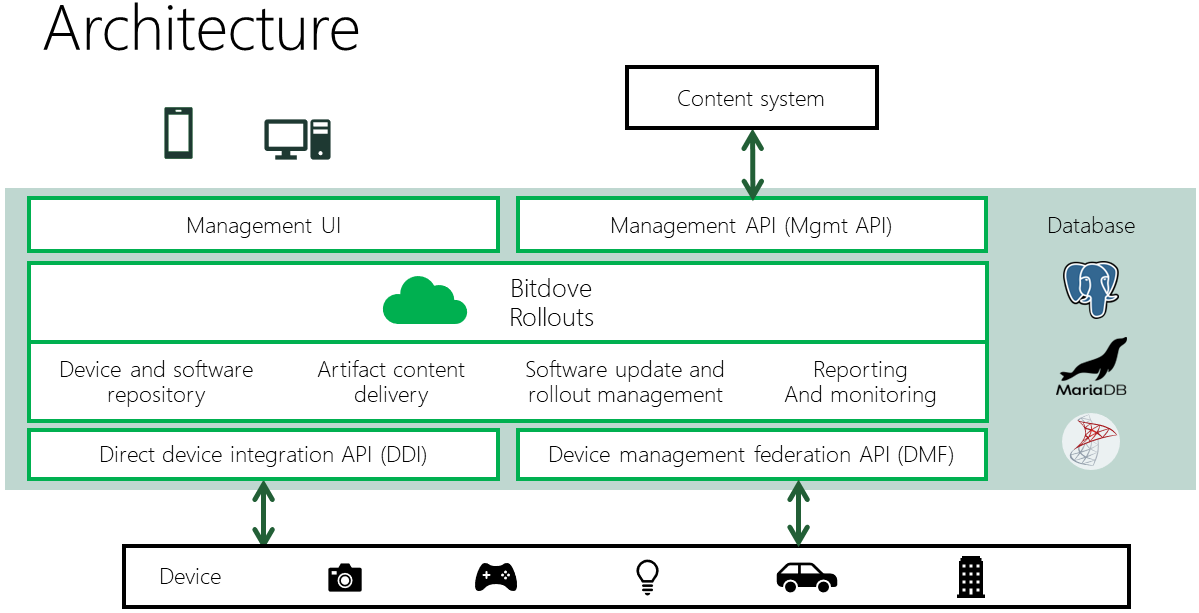 Architecture
Content system
Management UI
Management API (Mgmt API)
Database
Bitdove
Rollouts
Device and software
repository
Artifact content
delivery
Software update and
rollout management
Reporting
And monitoring
MariaDB
Direct device integration API (DDI)
Device management federation API (DMF)
Device